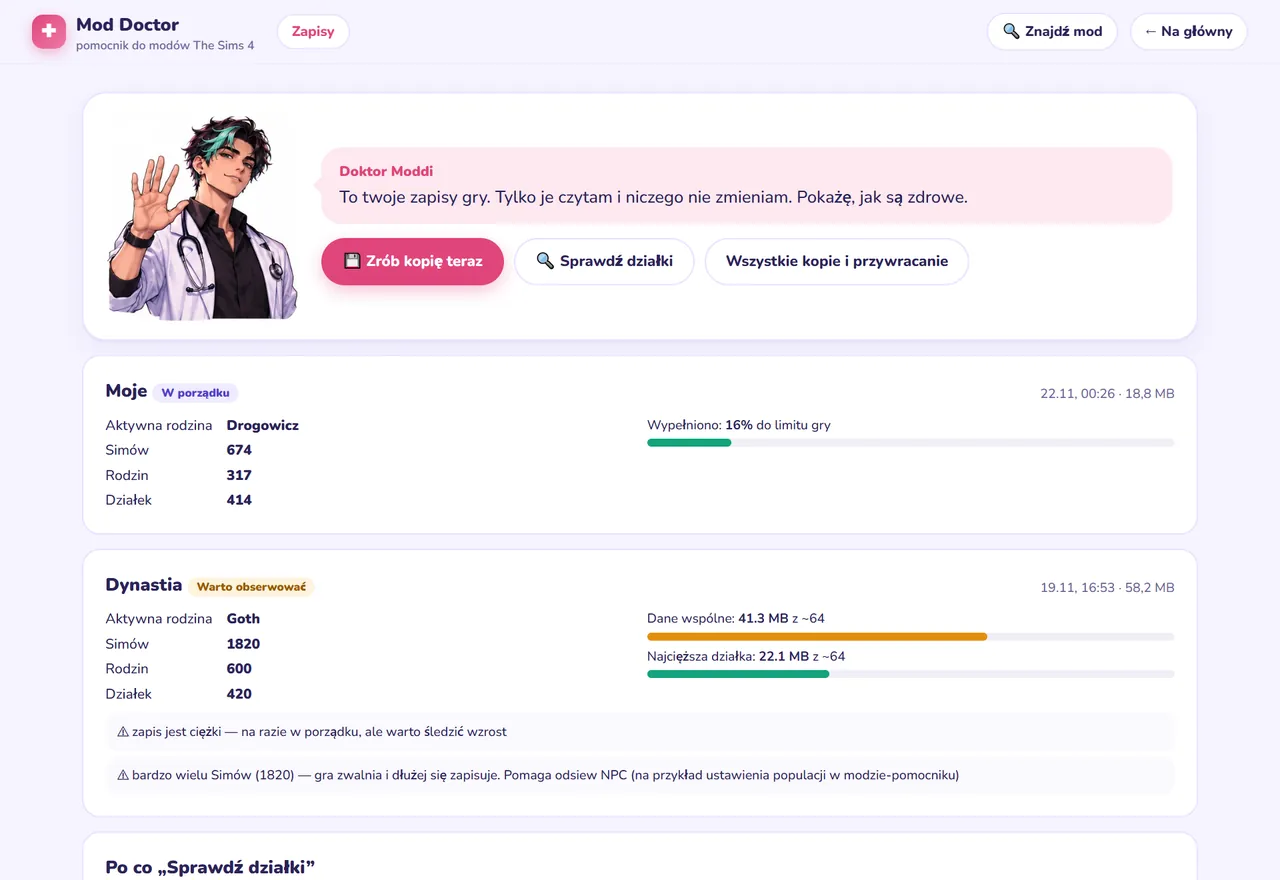 Mod Doctor
pomocnik do modów The Sims 4
Zapisy
🔍 Znajdź mod
← Na główny
Doktor Moddi
To twoje zapisy gry. Tylko je czytam i niczego nie zmieniam. Pokażę, jak są zdrowe.
💾 Zrób kopię teraz
🔍 Sprawdź działki
Wszystkie kopie i przywracanie
Moje W porządku
22.11, 00:26 · 18,8 MB
Aktywna rodzina Drogowicz
Simów 674
Rodzin 317
Działek 414
Wypełniono: 16% do limitu gry
Dynastia Warto obserwować
19.11, 16:53 · 58,2 MB
Aktywna rodzina Goth
Simów 1820
Rodzin 600
Działek 420
Dane wspólne: 41.3 MB z ~64
Najcięższa działka: 22.1 MB z ~64
⚠ zapis jest ciężki — na razie w porządku, ale warto śledzić wzrost
⚠ bardzo wielu Simów (1820) — gra zwalnia i dłużej się zapisuje. Pomaga odsiew NPC (na przykład ustawienia populacji w modzie-pomocniku)
Po co „Sprawdź działki”